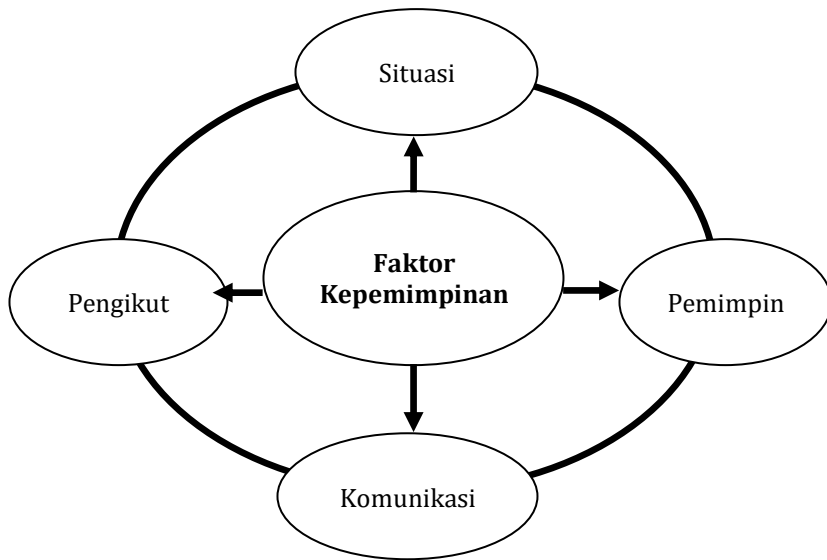 Situasi
Faktor
Kepemimpinan
Pengikut
Pemimpin
Komunikasi